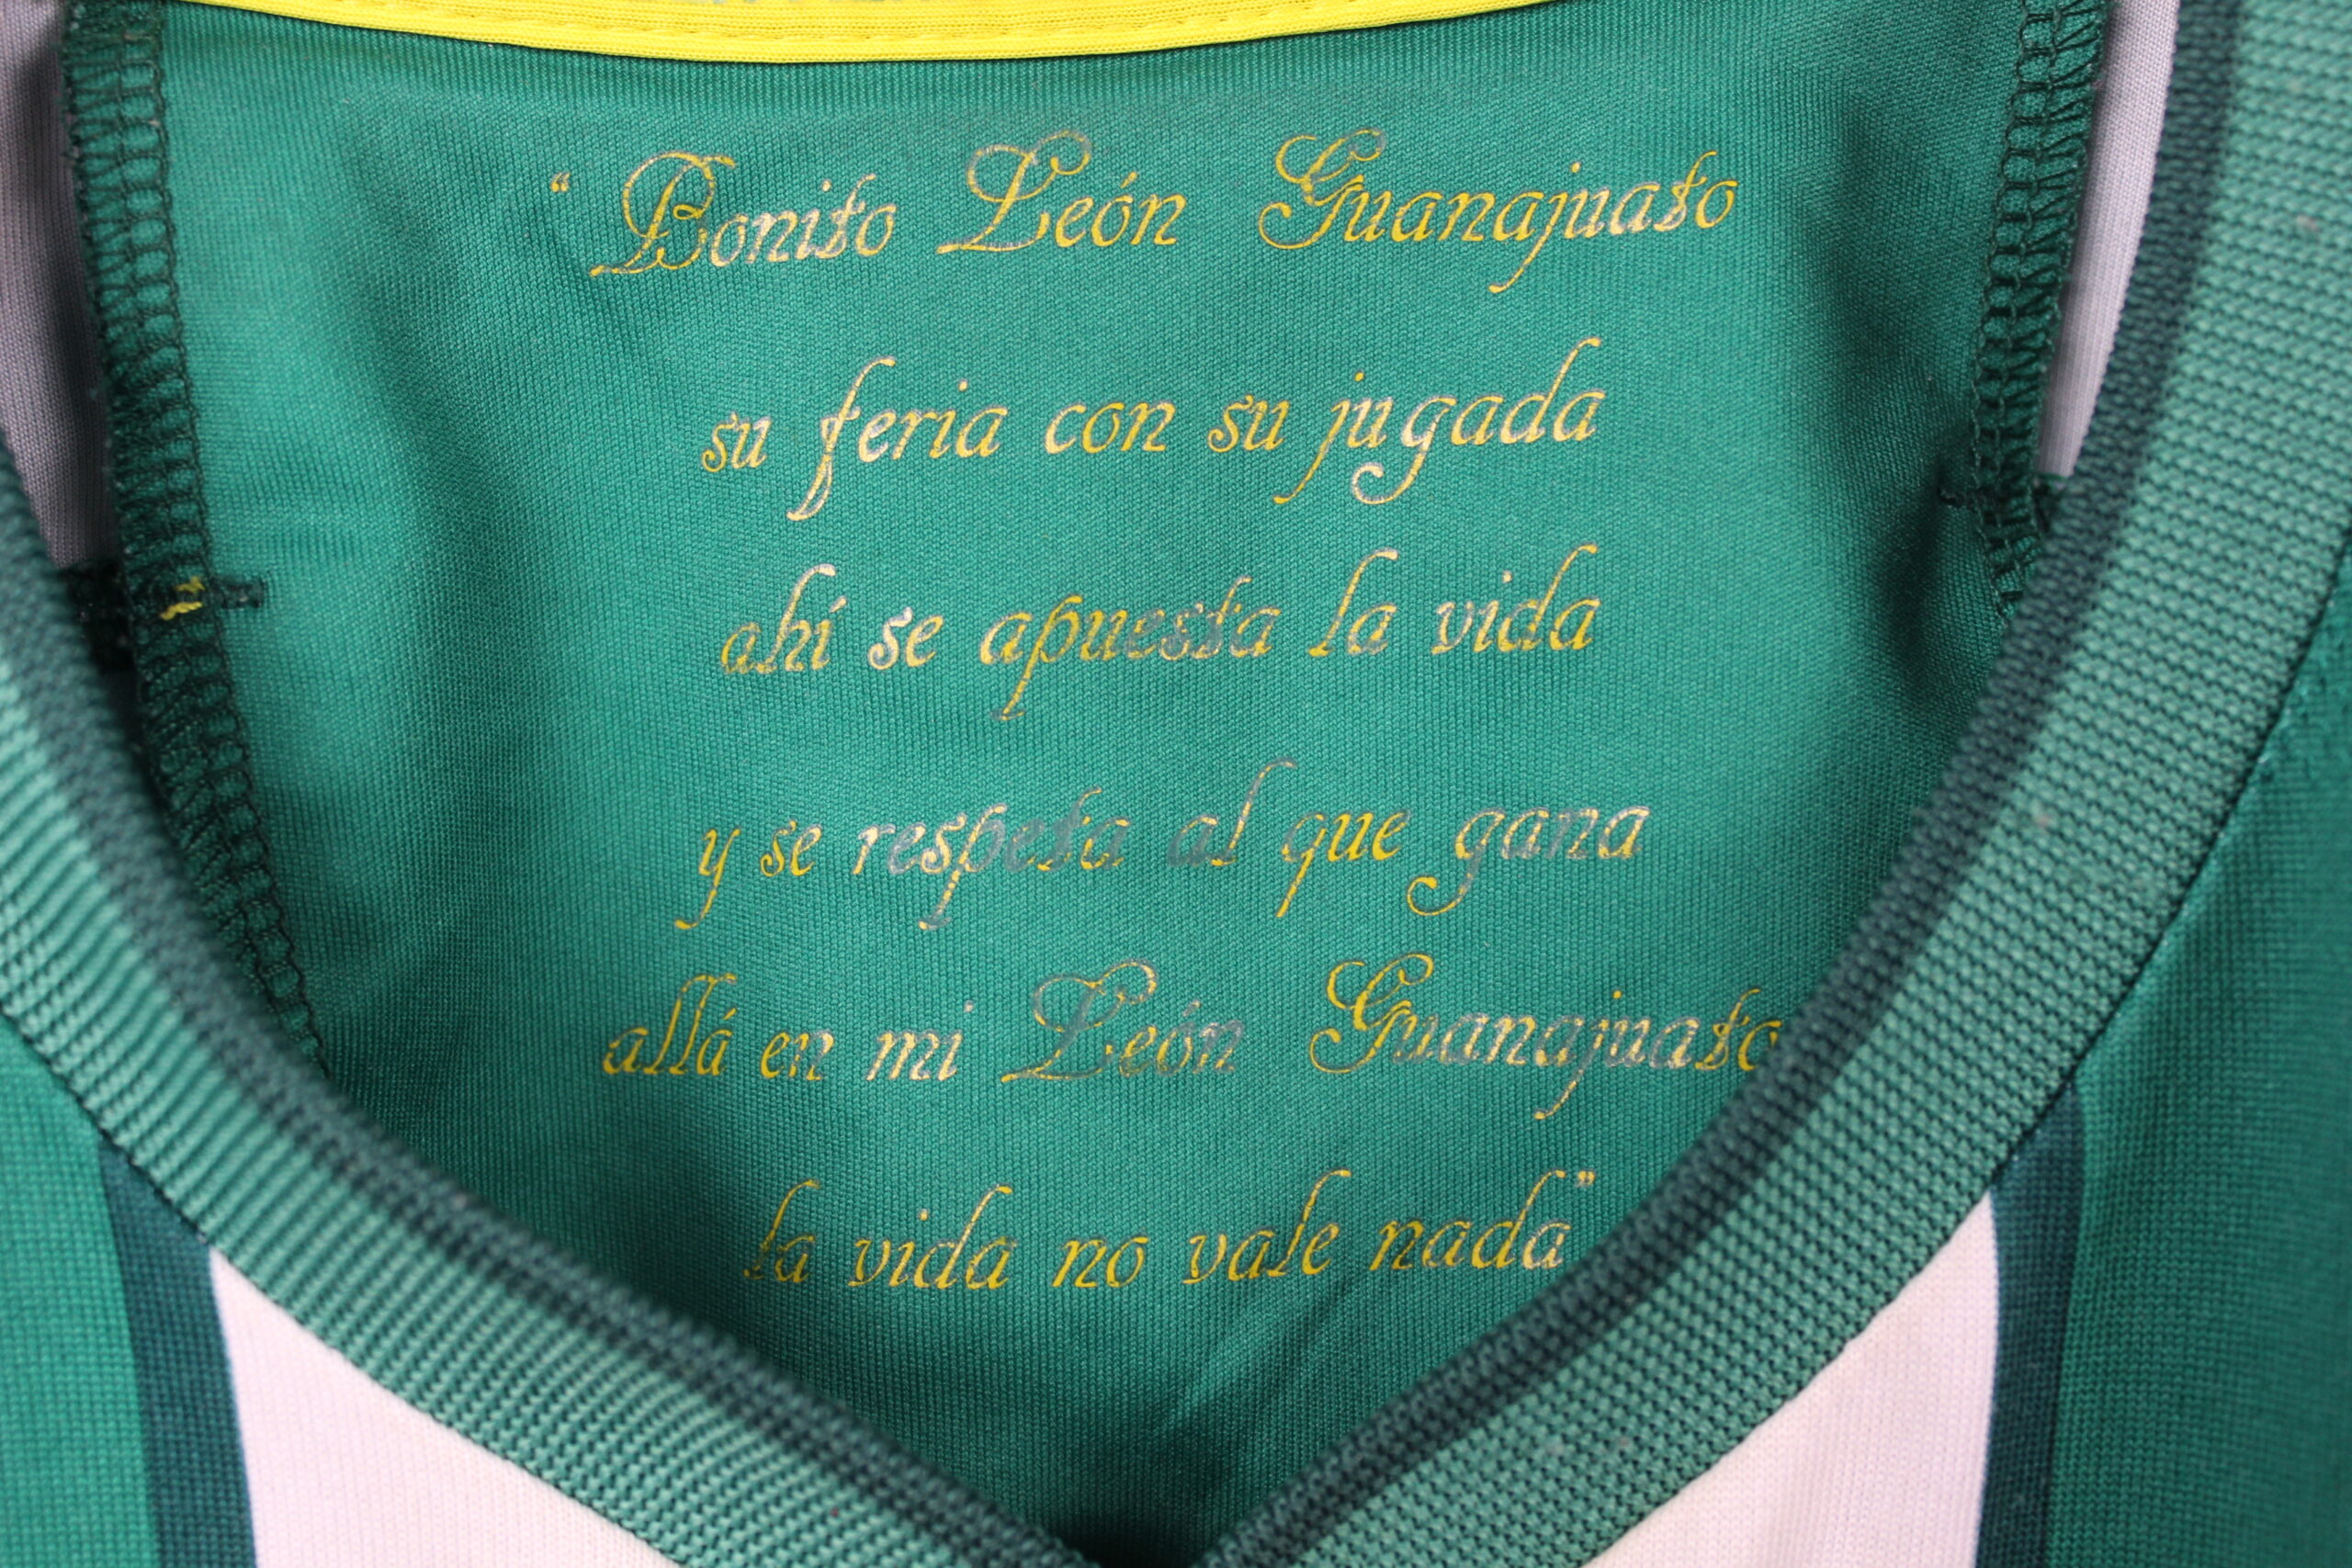 “Bonito León Guanajuato
su feria con su jugada
ahí se apuesta la vida
y se respeta al que gana
allá en mi León Guanajuato
la vida no vale nada”